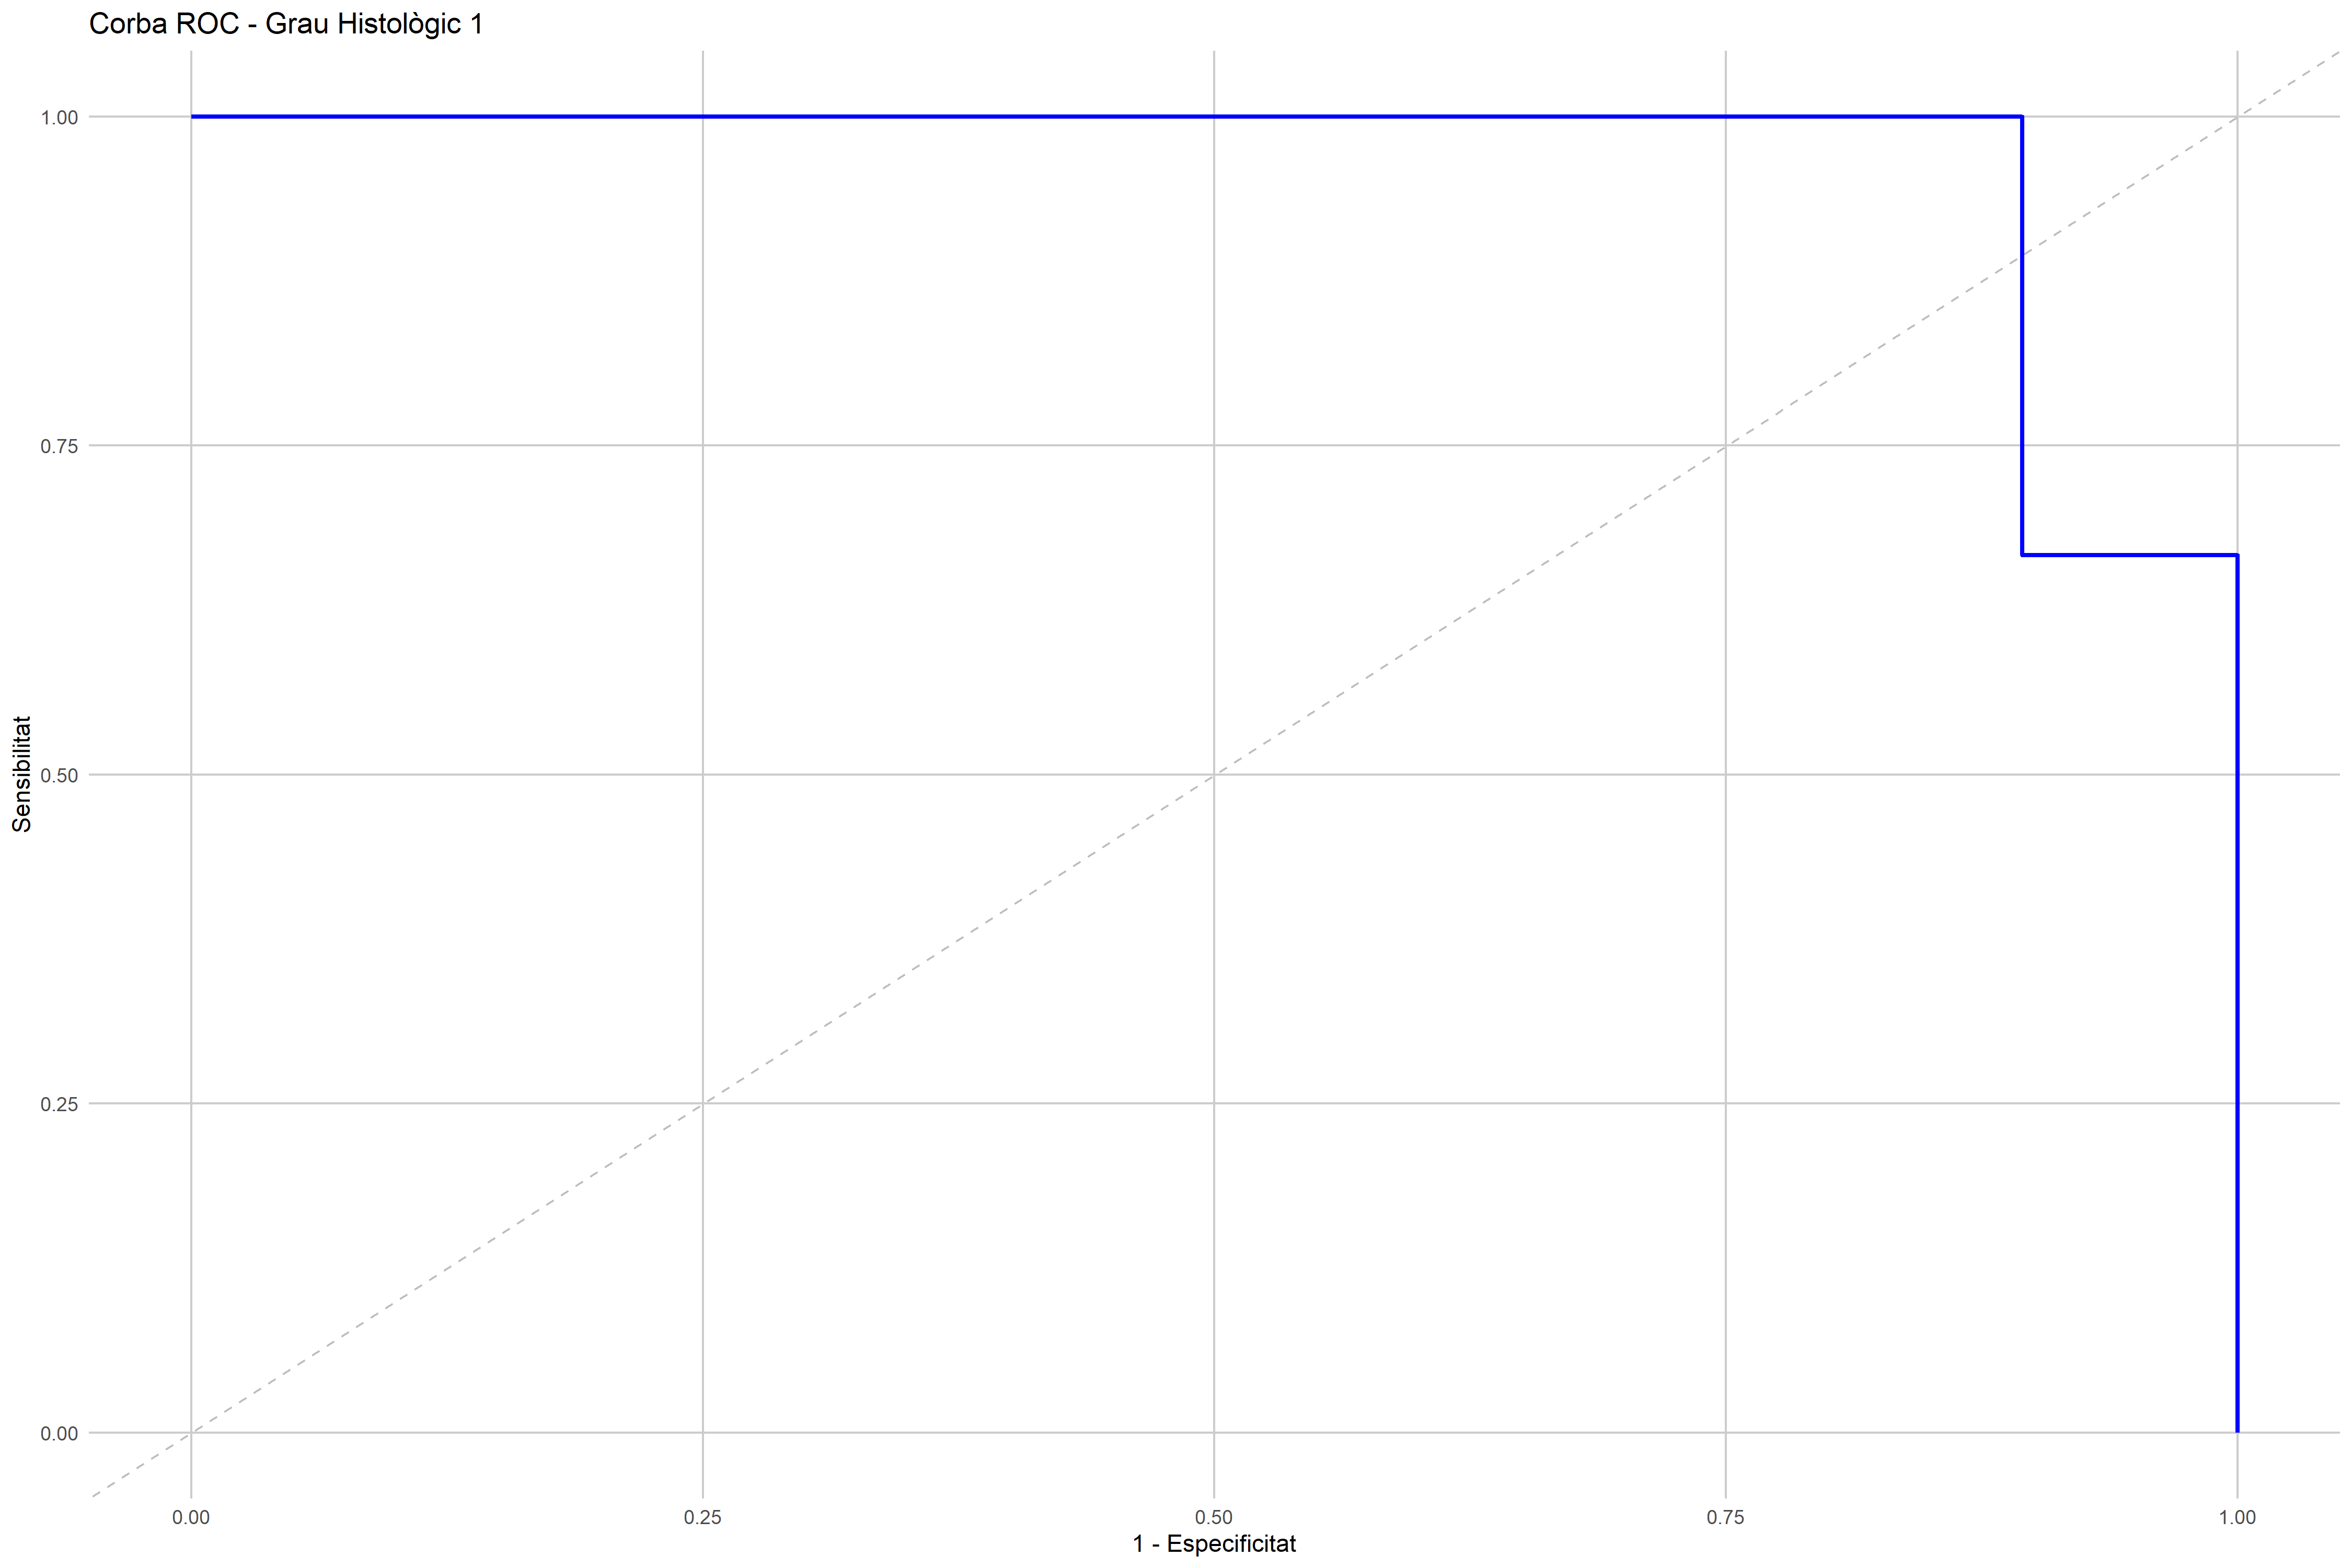 Corba ROC - Grau Histològic 1
1.00
0.75
0.50
0.25
0.00
Sensibilitat
0.00 0.25 0.50 0.75 1.00
1 - Especificitat